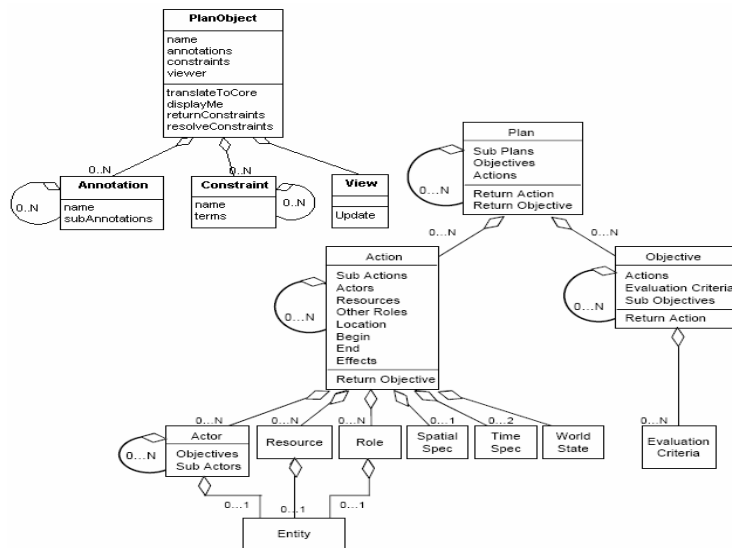 PlanObject
name
annotations
constraints
viewer
translateToCore
displayMe
returnConstraints
resolveConstraints
0..N
0..N
Annotation
name
subAnnotations
0..N
Constraint
name
terms
0..N
View
Update
Plan
Sub Plans
Objectives
Actions
Return Action
Return Objective
0...N
0...N
0...N
Action
Sub Actions
Actors
Resources
Other Roles
Location
Begin
End
Effects
Return Objective
0...N
Objective
Actions
Evaluation Criteria
Sub Objectives
Return Action
0...N
0...N
0...N
0...N
0...1
0...2
0...N
Actor
Objectives
Sub Actors
0...N
Resource
Role
Spatial
Spec
Time
Spec
World
State
Evaluation
Criteria
0...1
0...1
0...1
Entity